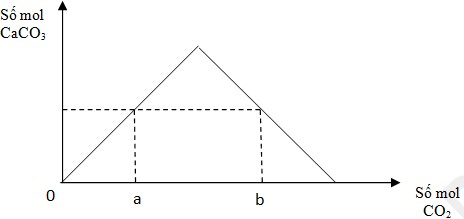 Số mol
CaCO₃
0
a
b
Số mol
CO₂